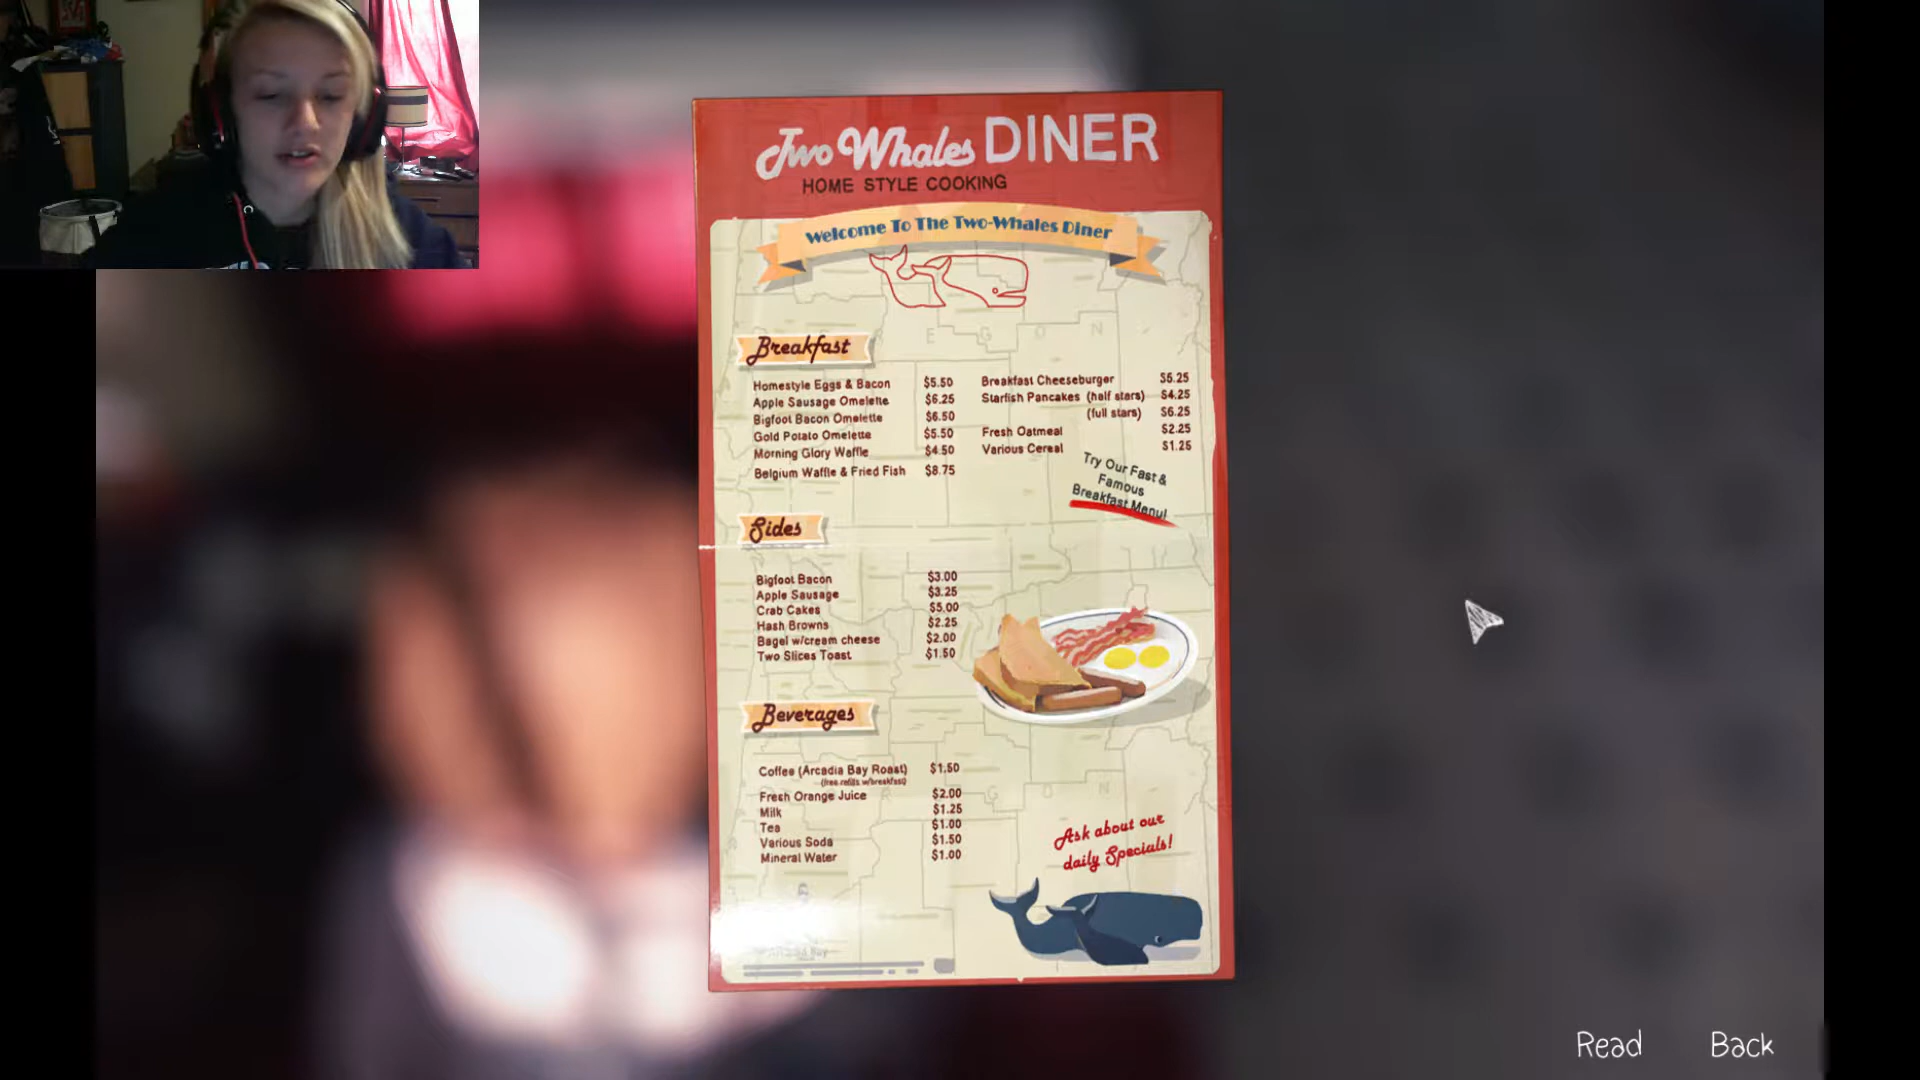 Two Whales DINER
HOME STYLE COOKING
Welcome To The Two-Whales Diner
O R E G O N
Breakfast
Homestyle Eggs & Bacon $5.50
Apple Sausage Omelette $6.25
Bigfoot Bacon Omelette $6.50
Gold Potato Omelette $5.50
Morning Glory Waffle $4.50
Belgium Waffle & Fried Fish $8.75
Breakfast Cheeseburger $5.25
Starfish Pancakes (half stars) $4.25
(full stars) $6.25
Fresh Oatmeal $2.25
Various Cereal $1.25
Try Our Fast &
Famous
Breakfast Menu!
Sides
Bigfoot Bacon $3.00
Apple Sausage $3.25
Crab Cakes $5.00
Hash Browns $2.25
Bagel w/cream cheese $2.00
Two Slices Toast $1.50
Beverages
Coffee (Arcadia Bay Roast) $1.50
(free refills w/breakfast)
Fresh Orange Juice $2.00
Milk $1.25
Tea $1.00
Various Soda $1.50
Mineral Water $1.00
Ask about our
daily Specials!
Read Back